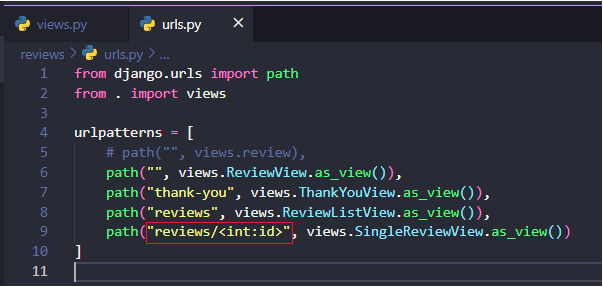 views.py urls.py ×
reviews > urls.py > ...
1 from django.urls import path
2 from . import views
3
4 urlpatterns = [
5     # path("", views.review),
6     path("", views.ReviewView.as_view()),
7     path("thank-you", views.ThankYouView.as_view()),
8     path("reviews", views.ReviewListView.as_view()),
9     path("reviews/<int:id>", views.SingleReviewView.as_view())
10 ]
11